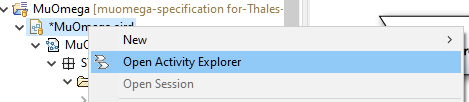 MuOmega [muomega-specification for-Thales-
*MuOmega.aird
MuO
New
Open Activity Explorer
S
Open Session